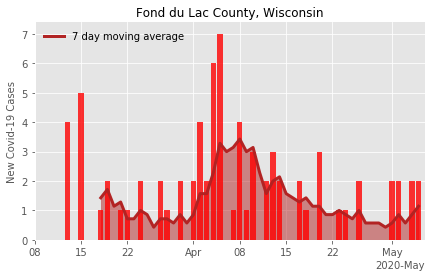 Fond du Lac County, Wisconsin
7 day moving average
New Covid-19 Cases
7
6
5
4
3
2
1
0
08 15 22 Apr 08 15 22 May
2020-May